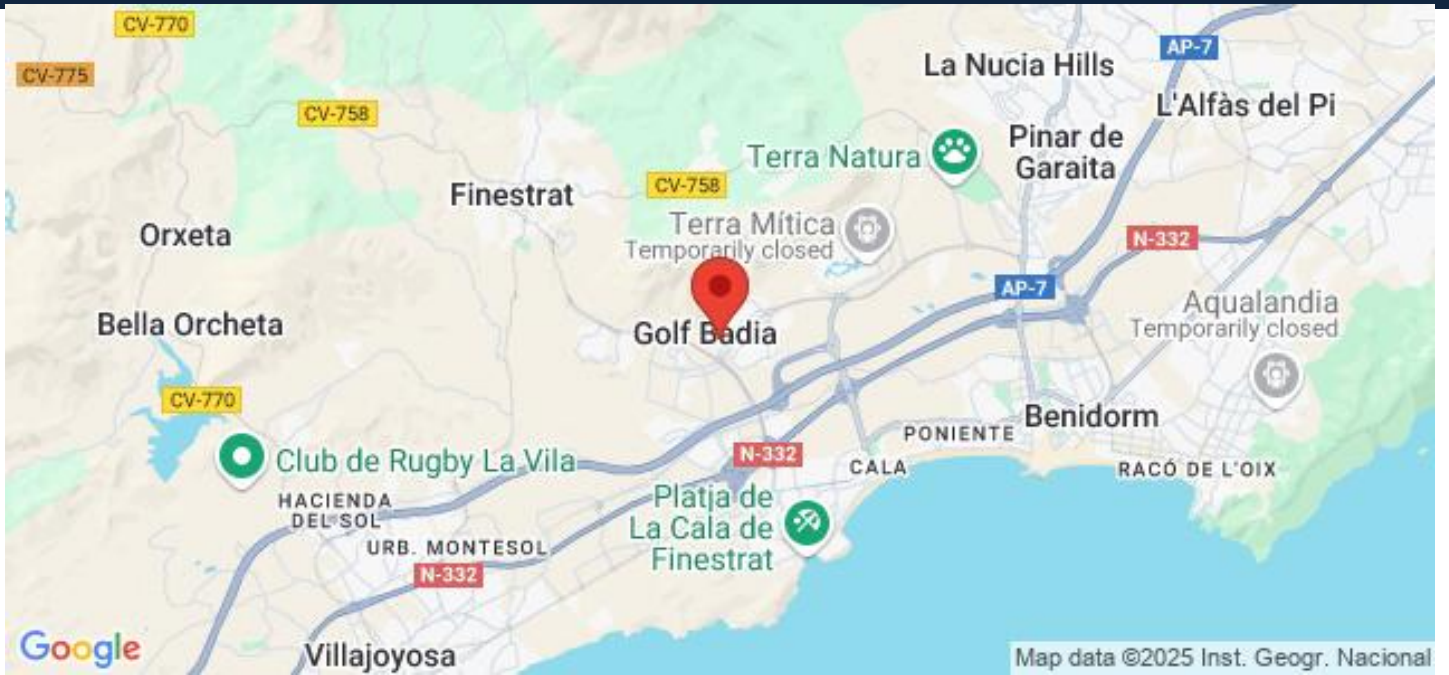 CV-770
AP-7
La Nucia Hills
CV-775
L'Alfàs del Pi
CV-758
Pinar de
Garaita
Terra Natura
Finestrat
CV-758
Terra Mítica
Temporarily closed
Orxeta
N-332
AP-7
Aqualandia
Temporarily closed
Bella Orcheta
Golf Badia
CV-770
Benidorm
PONIENTE
N-332
CALA
RACÓ DE L'OIX
Club de Rugby La Vila
HACIENDA
DEL SOL
Platja de
La Cala de
Finestrat
URB. MONTESOL
N-332
Google
Villajoyosa
Map data ©2025 Inst. Geogr. Nacional